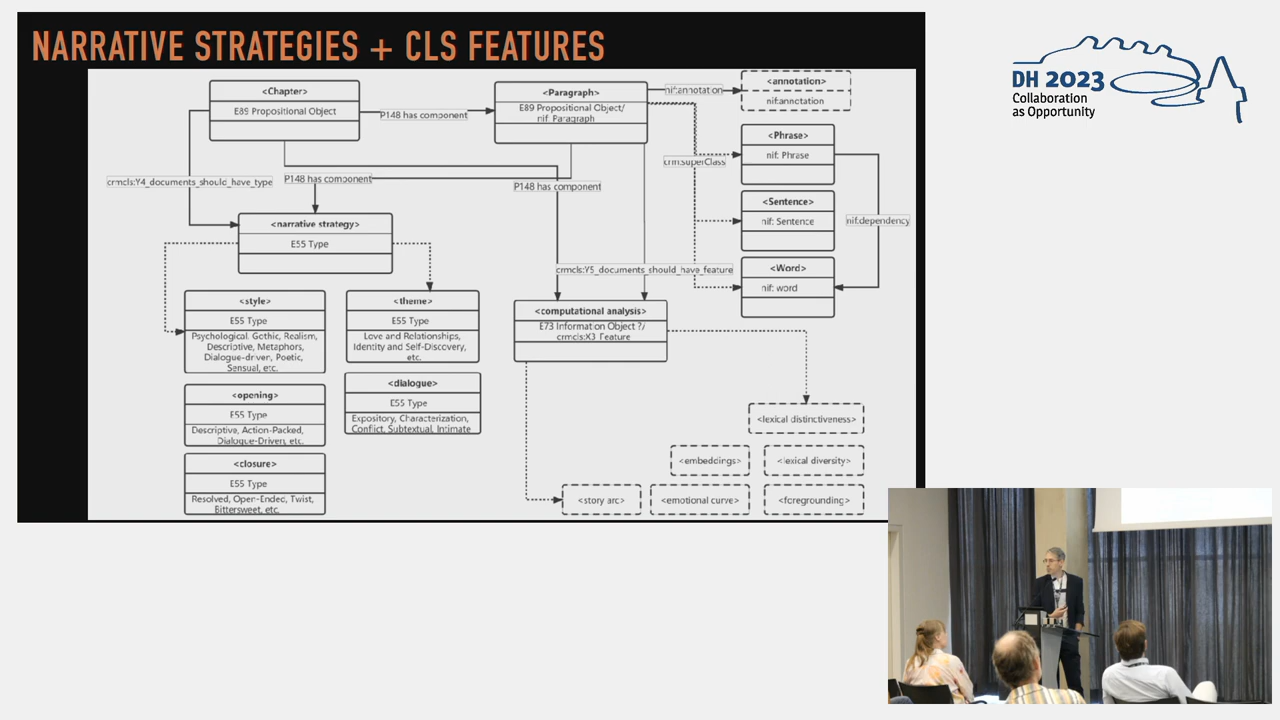 NARRATIVE STRATEGIES + CLS FEATURES
DH 2023
Collaboration
as Opportunity
<Chapter>
E89 Propositional Object
P148 has component
<Paragraph>
E89 Propositional Object/
nif: Paragraph
nif:annotation
<annotation>
nif:annotation
<Phrase>
nif: Phrase
crm:superClass
crmcls:Y4_documents_should_have_type
P148 has component
P148 has component
<Sentence>
nif: Sentence
nif:dependency
<narrative strategy>
E55 Type
<Word>
nif: word
crmcls:Y5_documents_should_have_feature
<style>
E55 Type
Psychological. Gothic, Realism,
Descriptive, Metaphors,
Dialogue-driven, Poetic,
Sensual, etc.
<theme>
E55 Type
Love and Relationships,
Identity and Self-Discovery,
etc.
<computational analysis>
E73 Information Object ?/
crmcls:X3_Feature
<opening>
E55 Type
Descriptive, Action-Packed,
Dialogue-Driven, etc.
<dialogue>
E55 Type
Expository, Characterization,
Conflict, Subtextual, Intimate
<closure>
E55 Type
Resolved, Open-Ended, Twist,
Bittersweet, etc.
<lexical distinctiveness>
<embeddings>
<lexical diversity>
<story arc>
<emotional curve>
<foregrounding>